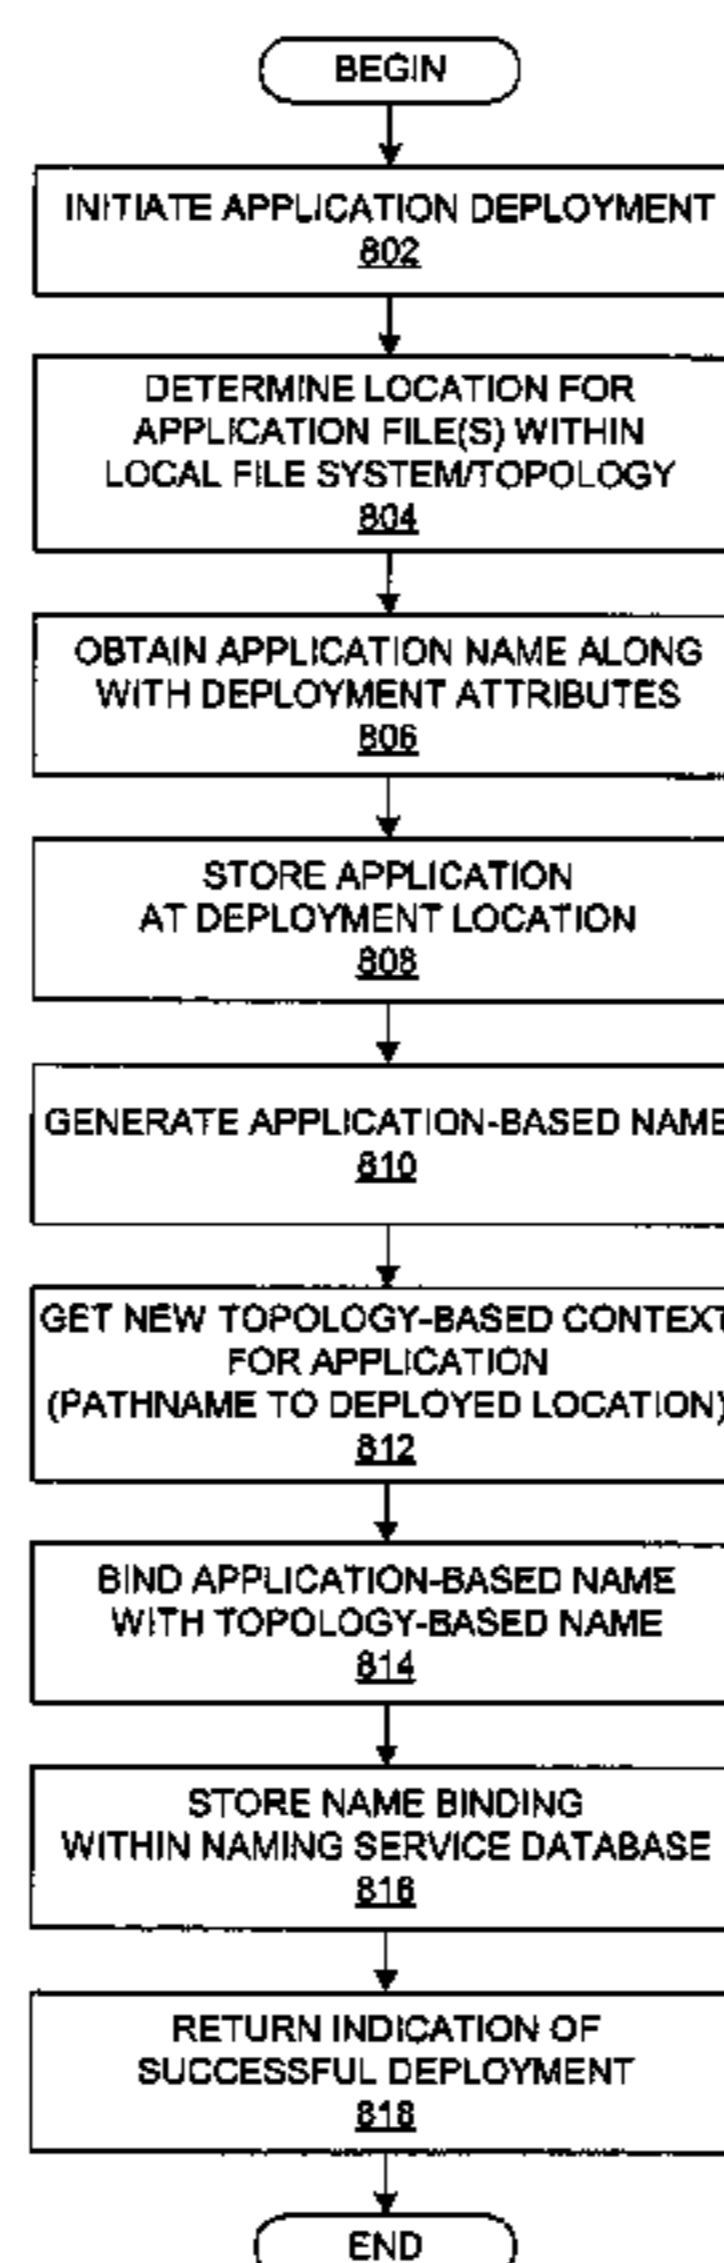 BEGIN
INITIATE APPLICATION DEPLOYMENT
802
DETERMINE LOCATION FOR
APPLICATION FILE(S) WITHIN
LOCAL FILE SYSTEM/TOPOLOGY
804
OBTAIN APPLICATION NAME ALONG
WITH DEPLOYMENT ATTRIBUTES
806
STORE APPLICATION
AT DEPLOYMENT LOCATION
808
GENERATE APPLICATION-BASED NAME
810
GET NEW TOPOLOGY-BASED CONTEXT
FOR APPLICATION
(PATHNAME TO DEPLOYED LOCATION)
812
BIND APPLICATION-BASED NAME
WITH TOPOLOGY-BASED NAME
814
STORE NAME BINDING
WITHIN NAMING SERVICE DATABASE
816
RETURN INDICATION OF
SUCCESSFUL DEPLOYMENT
818
END